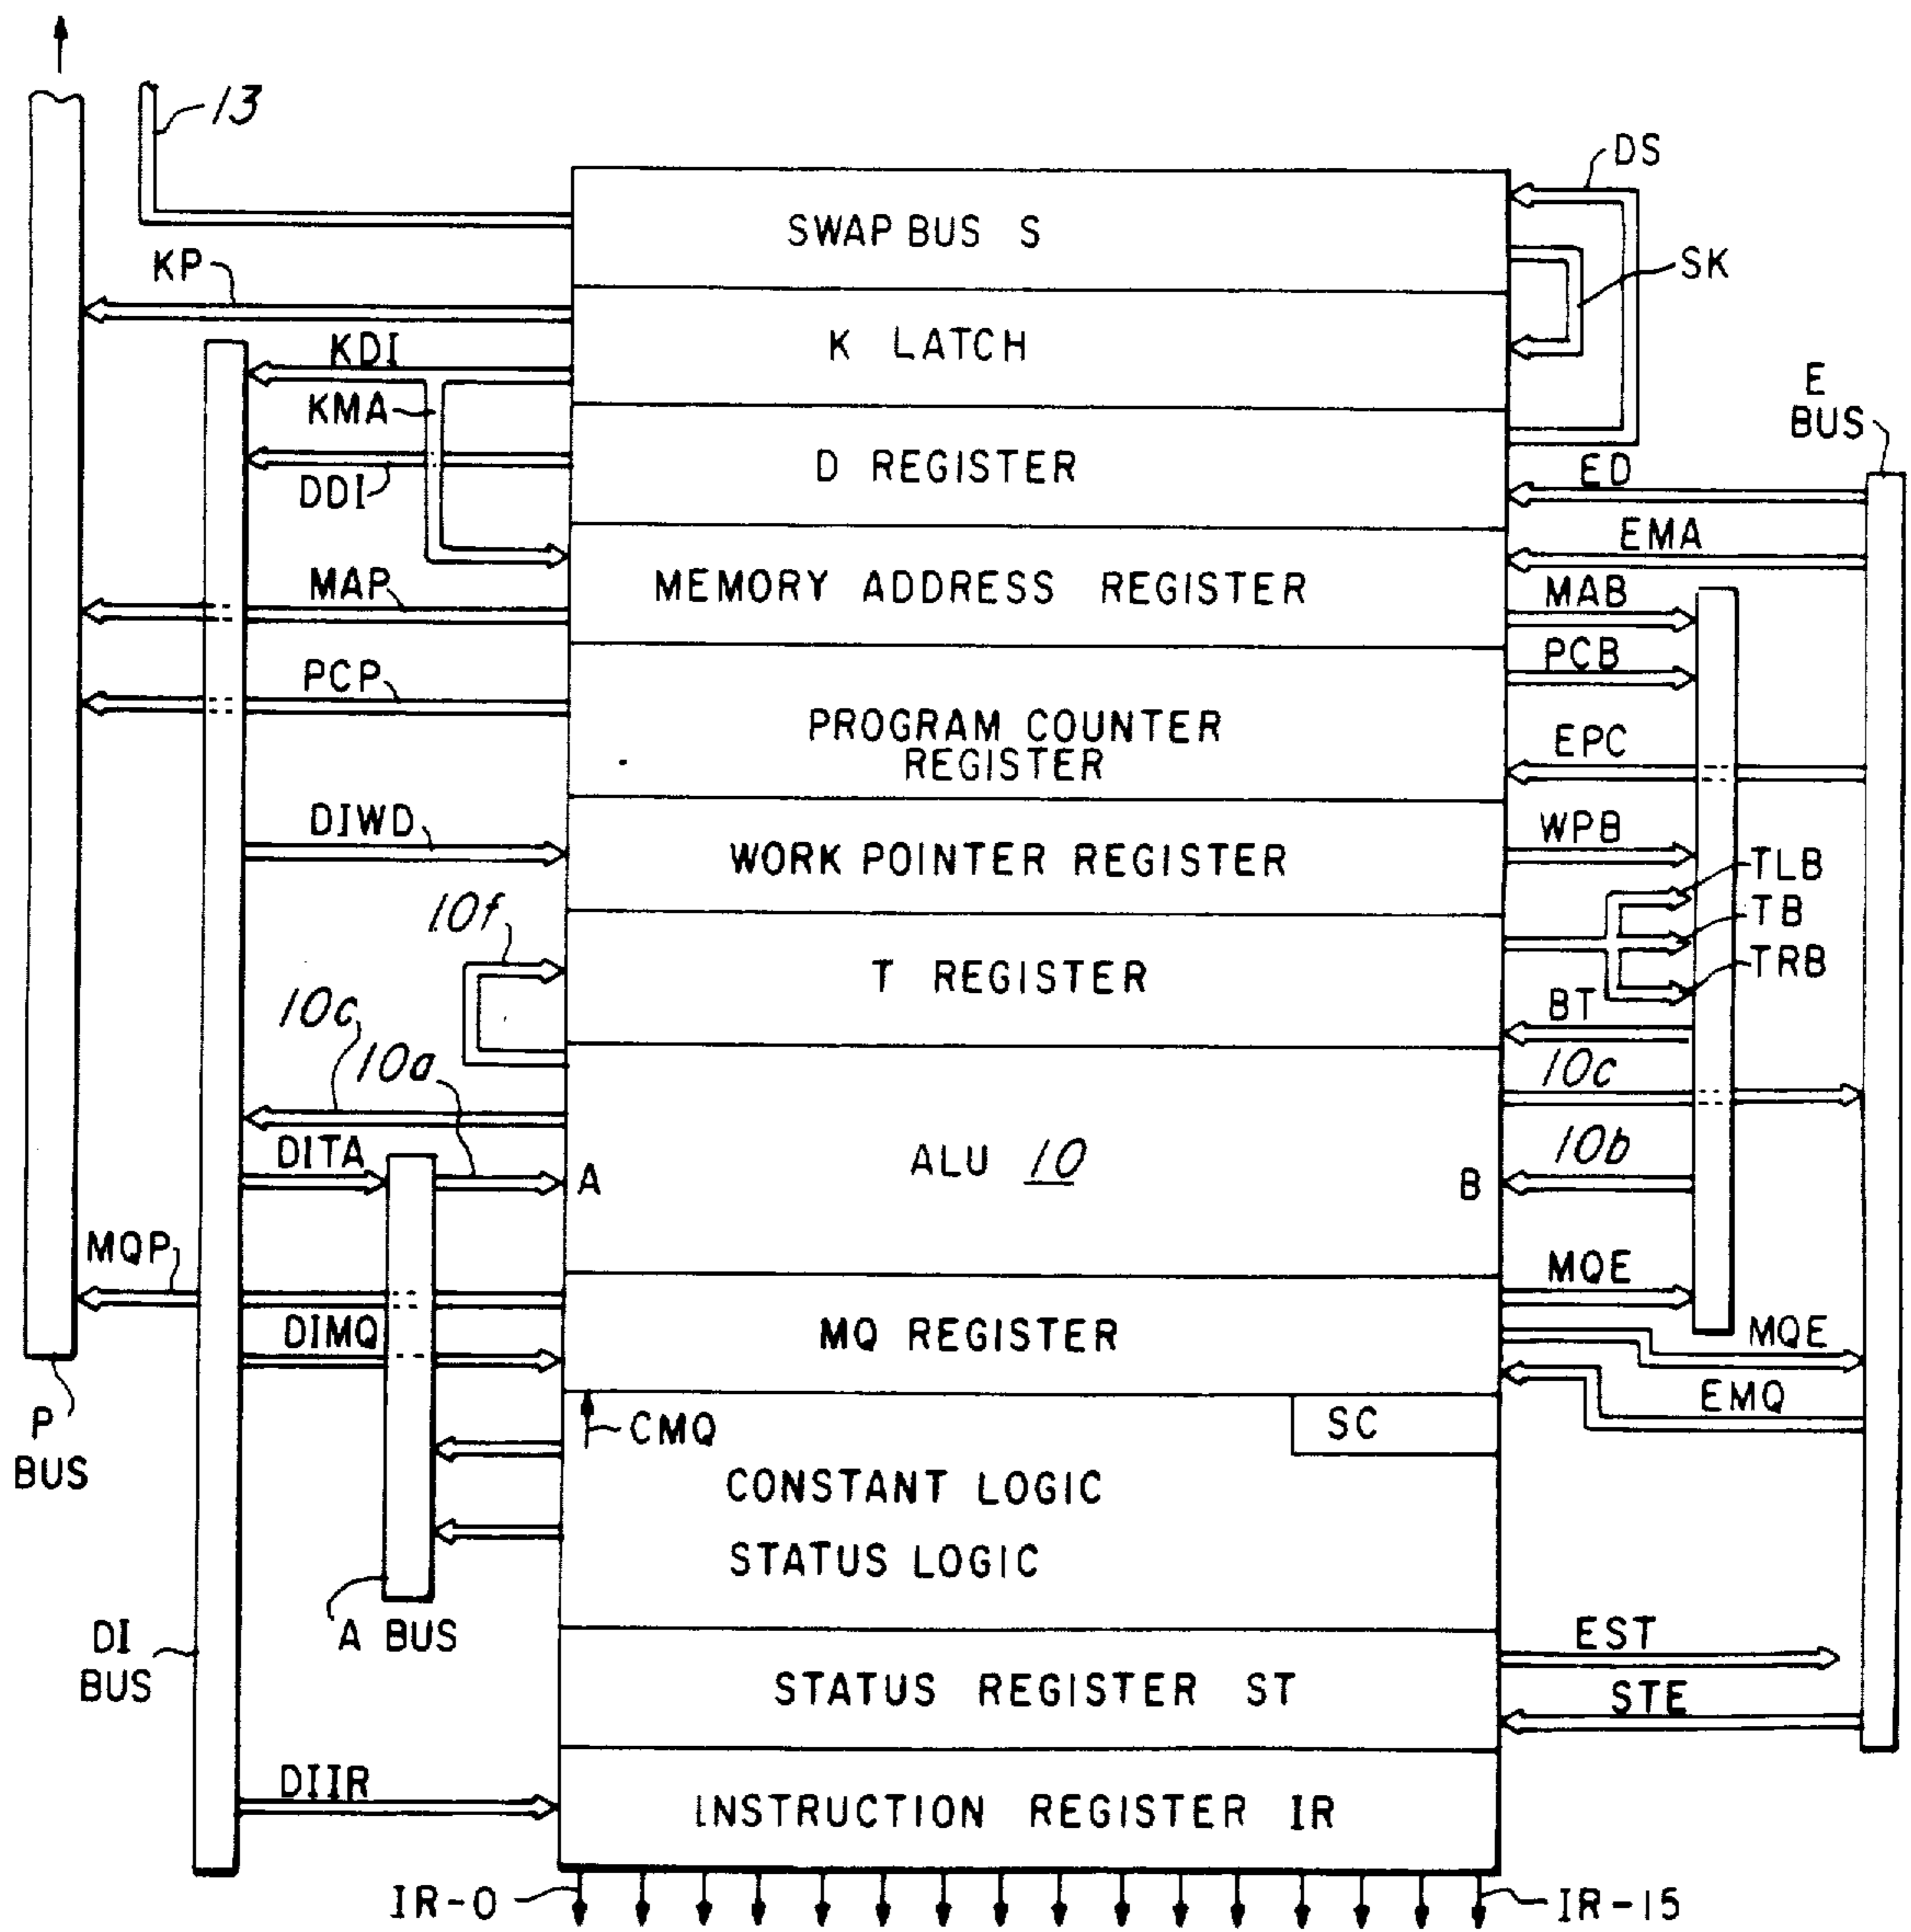 13
DS
SWAP BUS S
SK
KP
K LATCH
KDI
KMA
E
BUS
D REGISTER
DDI
ED
EMA
MAP
MEMORY ADDRESS REGISTER
MAB
PCB
PCP
PROGRAM COUNTER
REGISTER
EPC
DIWD
WORK POINTER REGISTER
WPB
TLB
TB
TRB
10f
T REGISTER
BT
10c
10a
10c
DITA
A
ALU 10
B
10b
MQP
MQE
DIMQ
MQ REGISTER
MQE
EMQ
P
BUS
CMQ
SC
CONSTANT LOGIC
STATUS LOGIC
DI
BUS
A BUS
EST
STATUS REGISTER ST
STE
DIIR
INSTRUCTION REGISTER IR
IR-0
IR-15